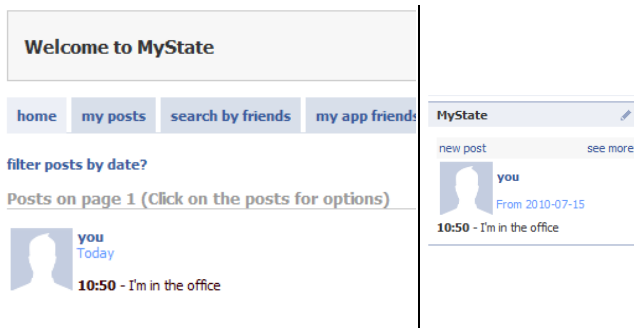 Welcome to MyState
home my posts search by friends my app friends
filter posts by date?
Posts on page 1 (Click on the posts for options)
you
Today
10:50 - I'm in the office
MyState
new post see more
you
From 2010-07-15
10:50 - I'm in the office